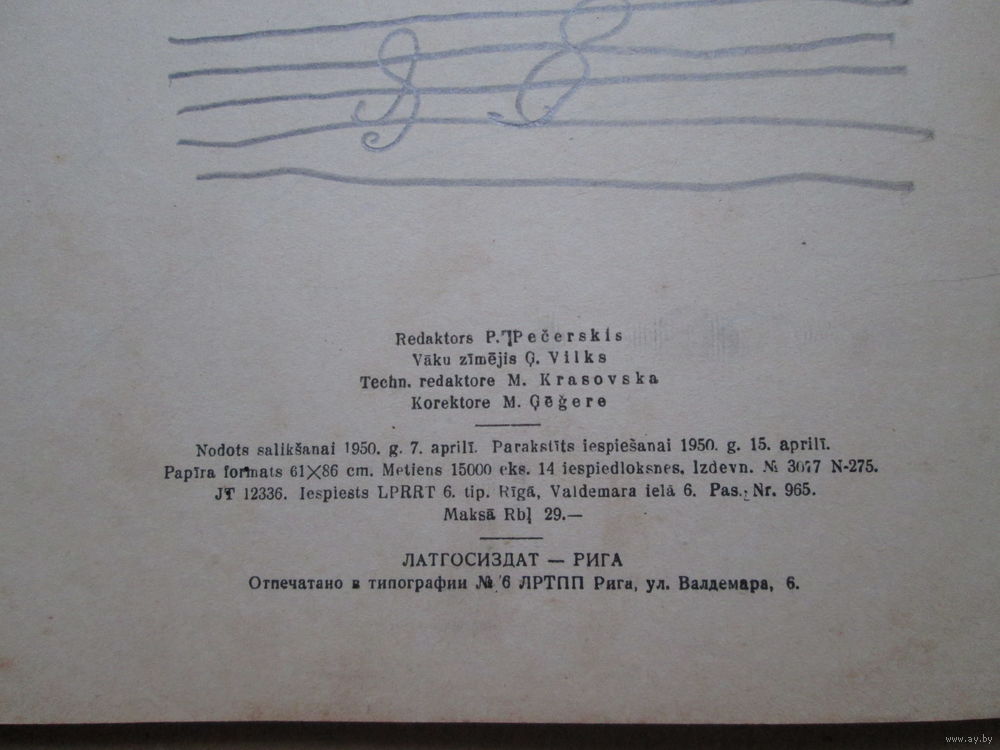 Redaktors P. Pečerskis
Vāku zīmējis Ģ. Vilks
Techn. redaktore M. Krasovska
Korektore M. Ģēģere
Nodots salikšanai 1950. g. 7. aprilī. Parakstīts iespiešanai 1950. g. 15. aprilī.
Papīra formats 61×86 cm. Metiens 15000 eks. 14 iespiedloksnes. Izdevn. № N-275.
JT 12336. Iespiests LPRRT 6. tip. Rīgā, Valdemara ielā 6. Pas. Nr. 965.
Maksā Rbļ 29.—
ЛАТГОСИЗДАТ — РИГА
Отпечатано в типографии № 6 ЛРТПП Рига, ул. Валдемара, 6.
www.ay.by